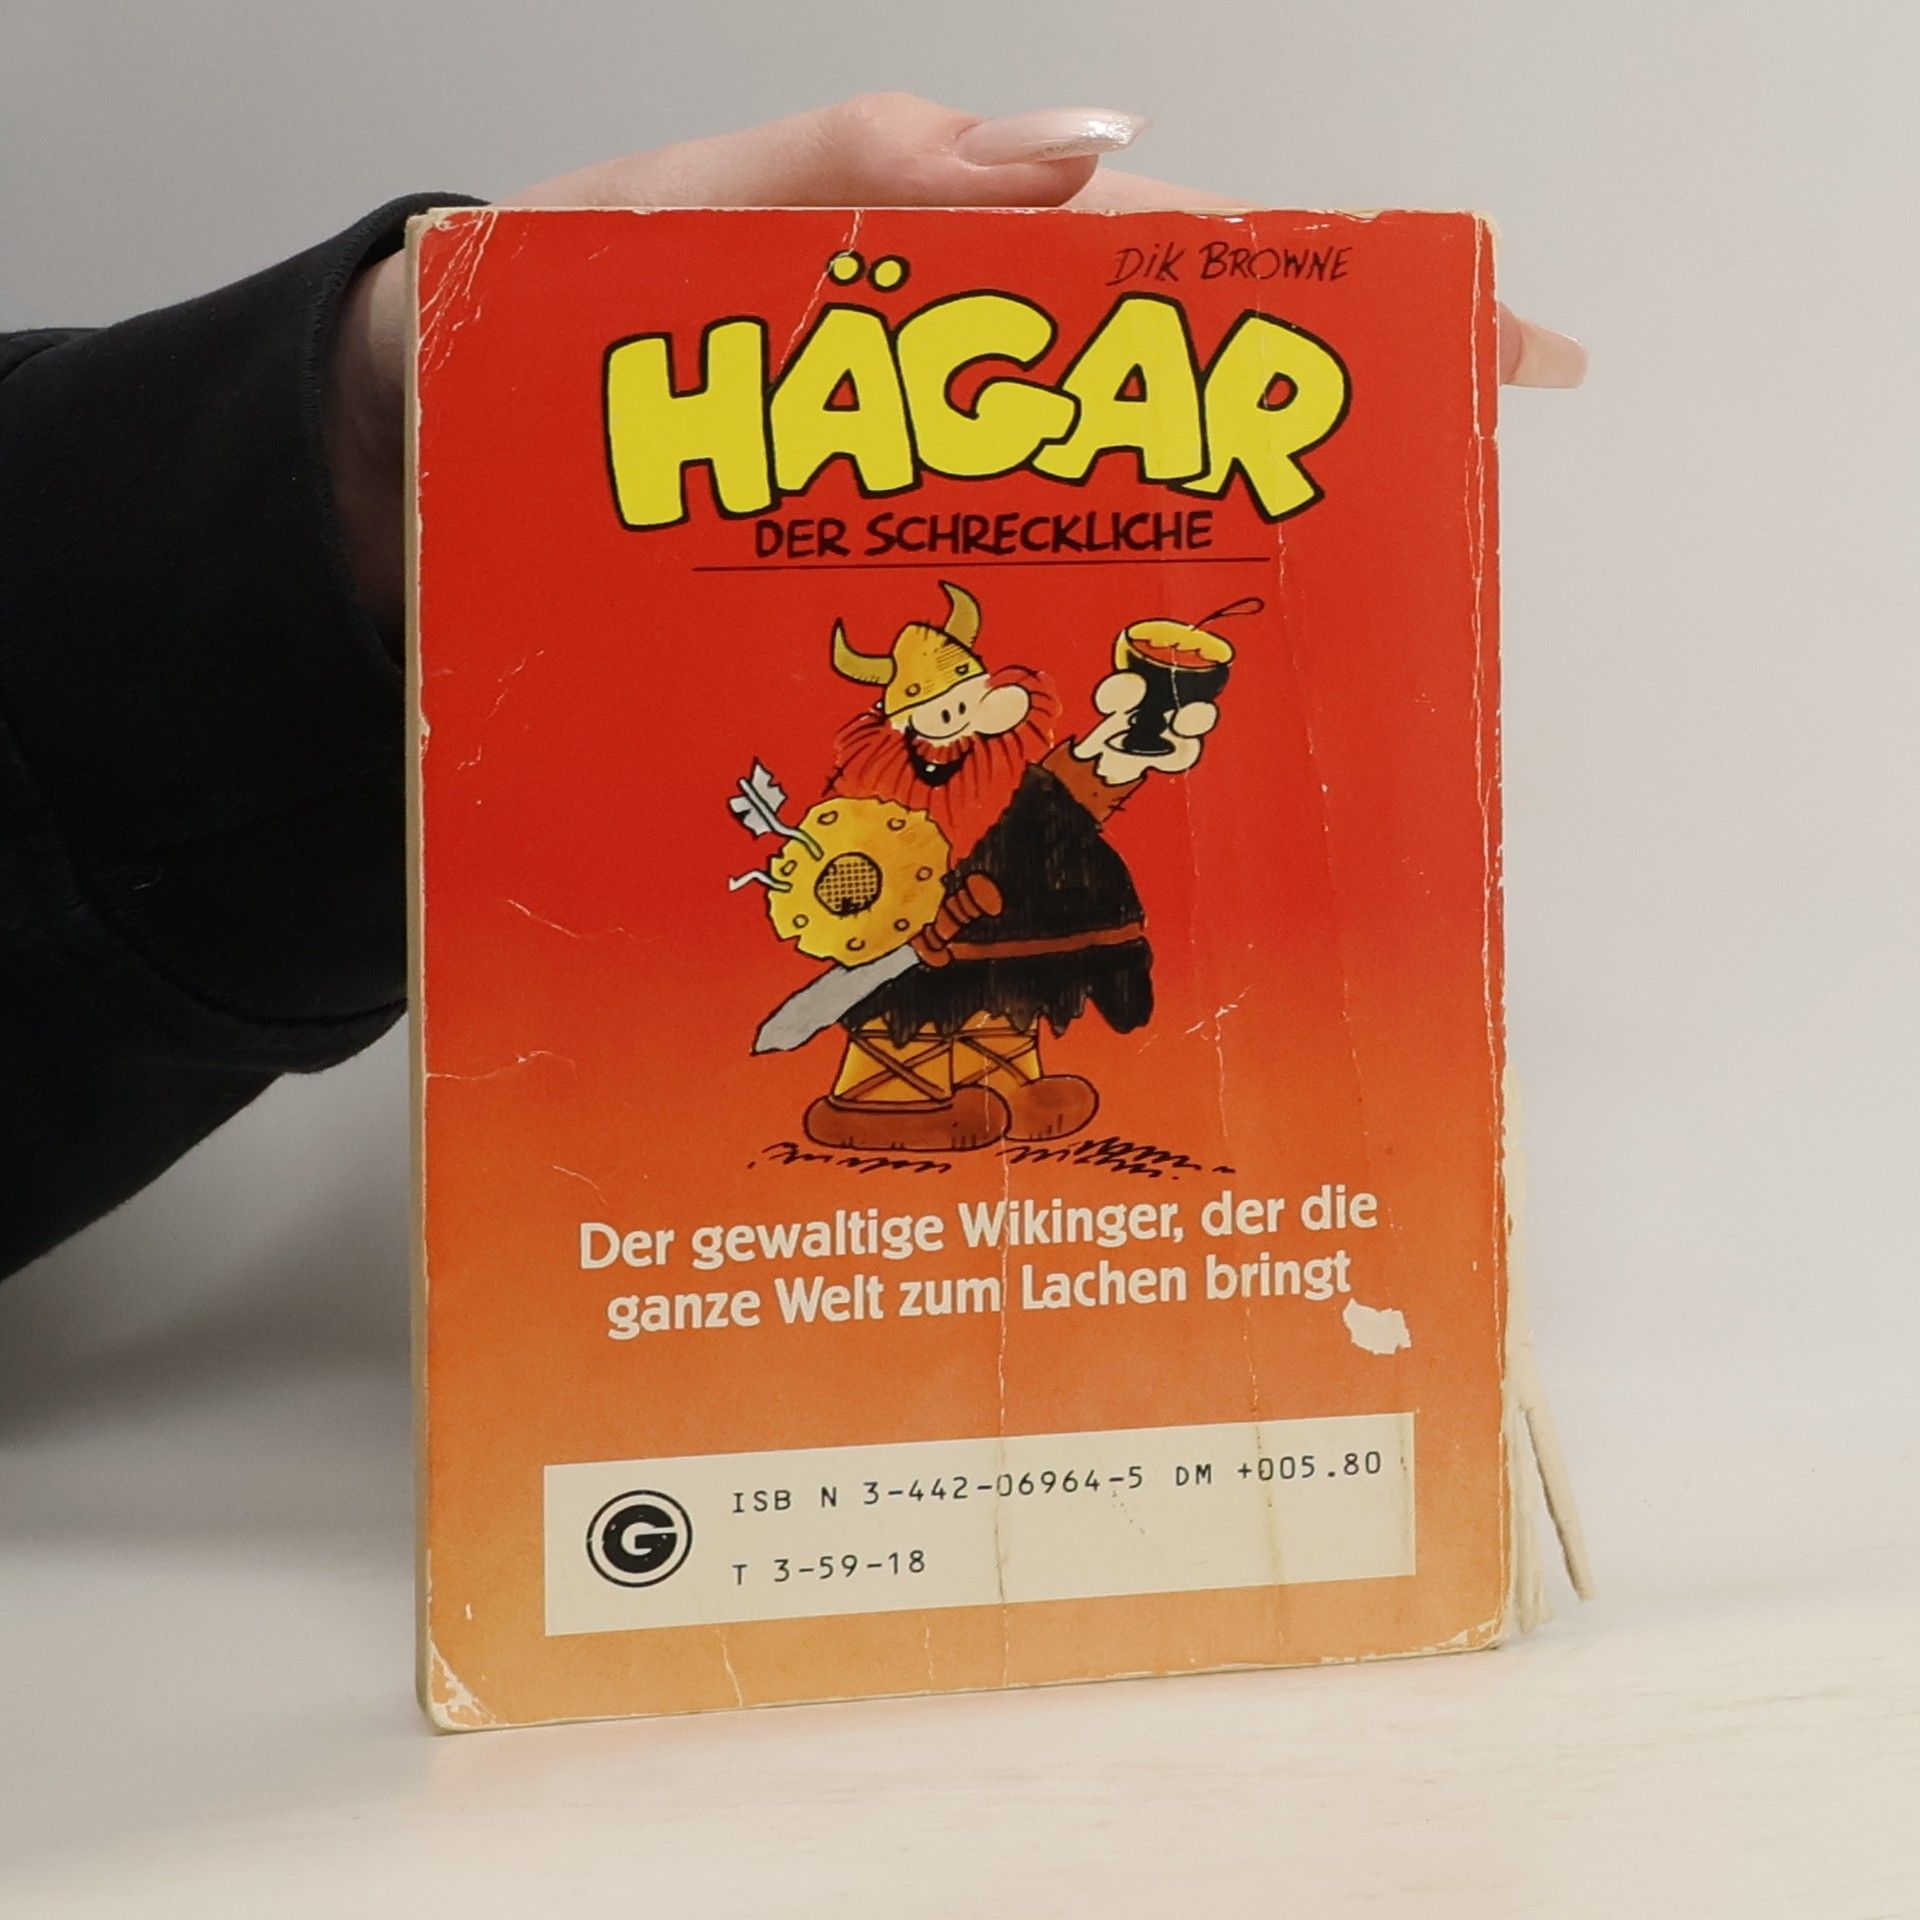 DiK BROWNE
HÄGAR
DER SCHRECKLICHE
Der gewaltige Wikinger, der die
ganze Welt zum Lachen bringt
G ISB N 3-442-06964-5 DM +005.80
T 3-59-18